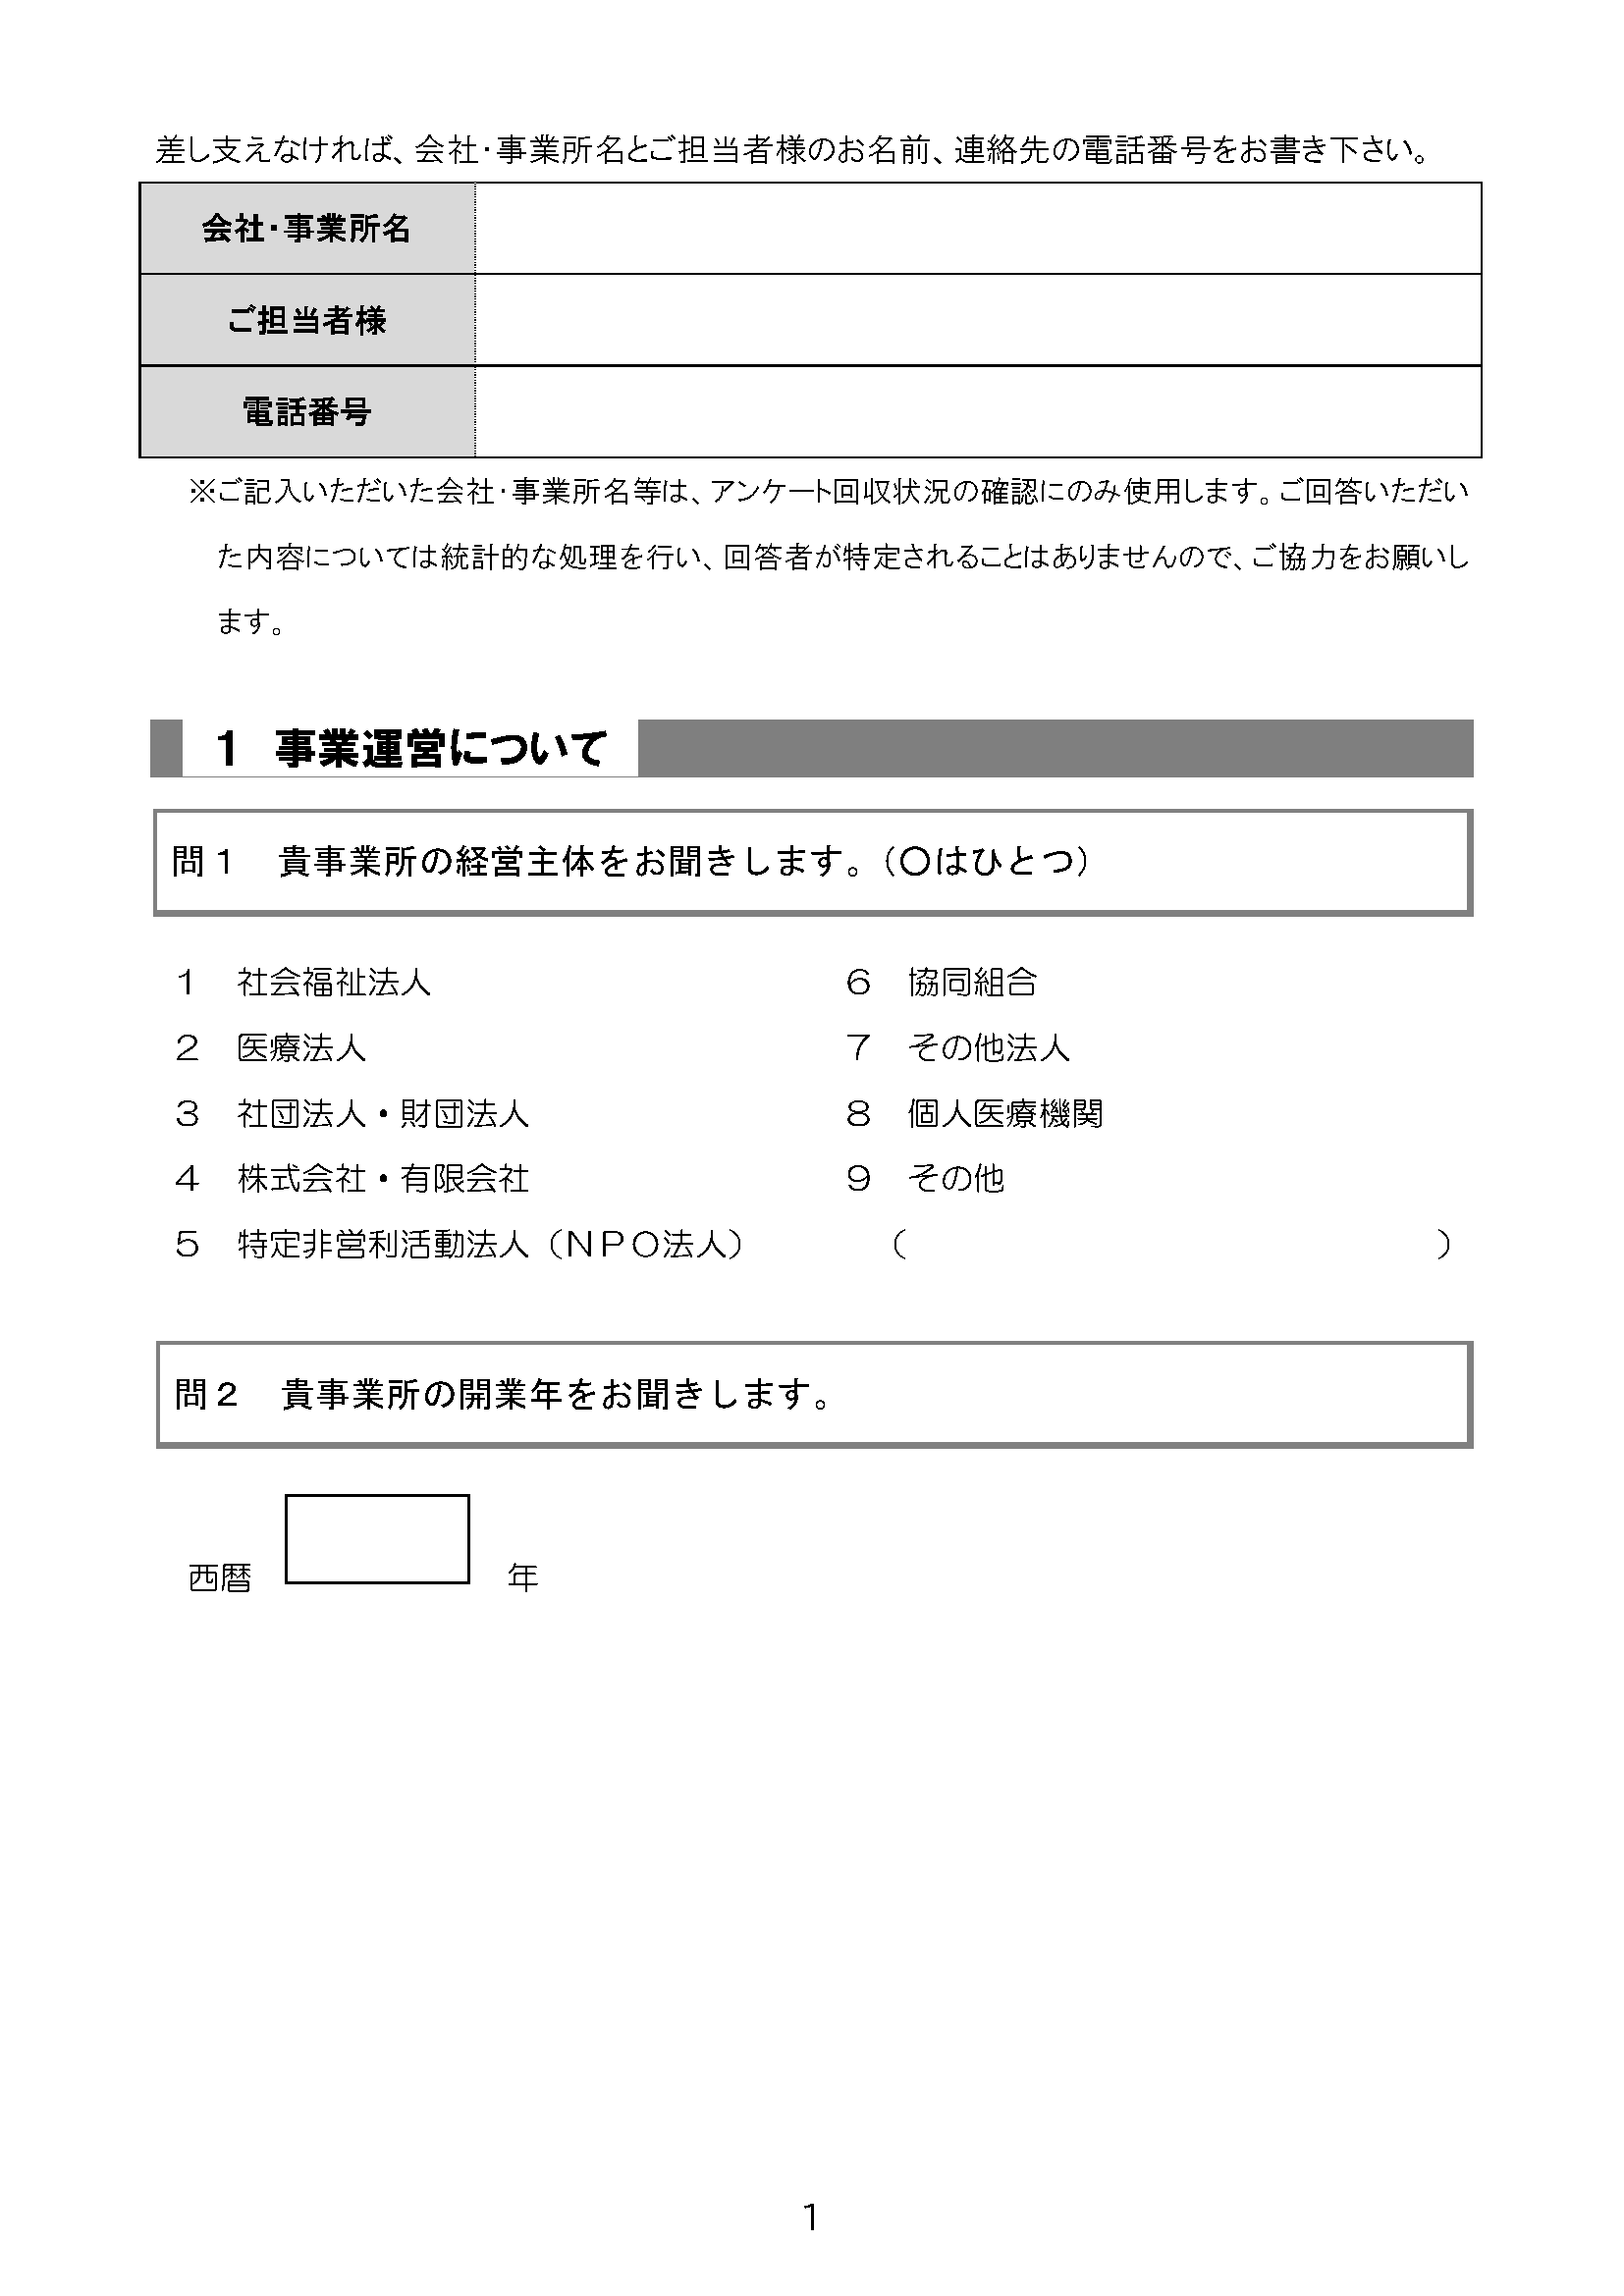 差し支えなければ、会社・事業所名とご担当者様のお名前、連絡先の電話番号をお書き下さい。
会社・事業所名
ご担当者様
電話番号
※ご記入いただいた会社・事業所名等は、アンケート回収状況の確認にのみ使用します。ご回答いただい
た内容については統計的な処理を行い、回答者が特定されることはありませんので、ご協力をお願いし
ます。
１　事業運営について
問１　貴事業所の経営主体をお聞きします。（〇はひとつ）
１　社会福祉法人
２　医療法人
３　社団法人・財団法人
４　株式会社・有限会社
５　特定非営利活動法人（ＮＰＯ法人）
６　協同組合
７　その他法人
８　個人医療機関
９　その他
（　　　　　　　　　　　　　　　　）
問２　貴事業所の開業年をお聞きします。
西暦　　　　　年
1